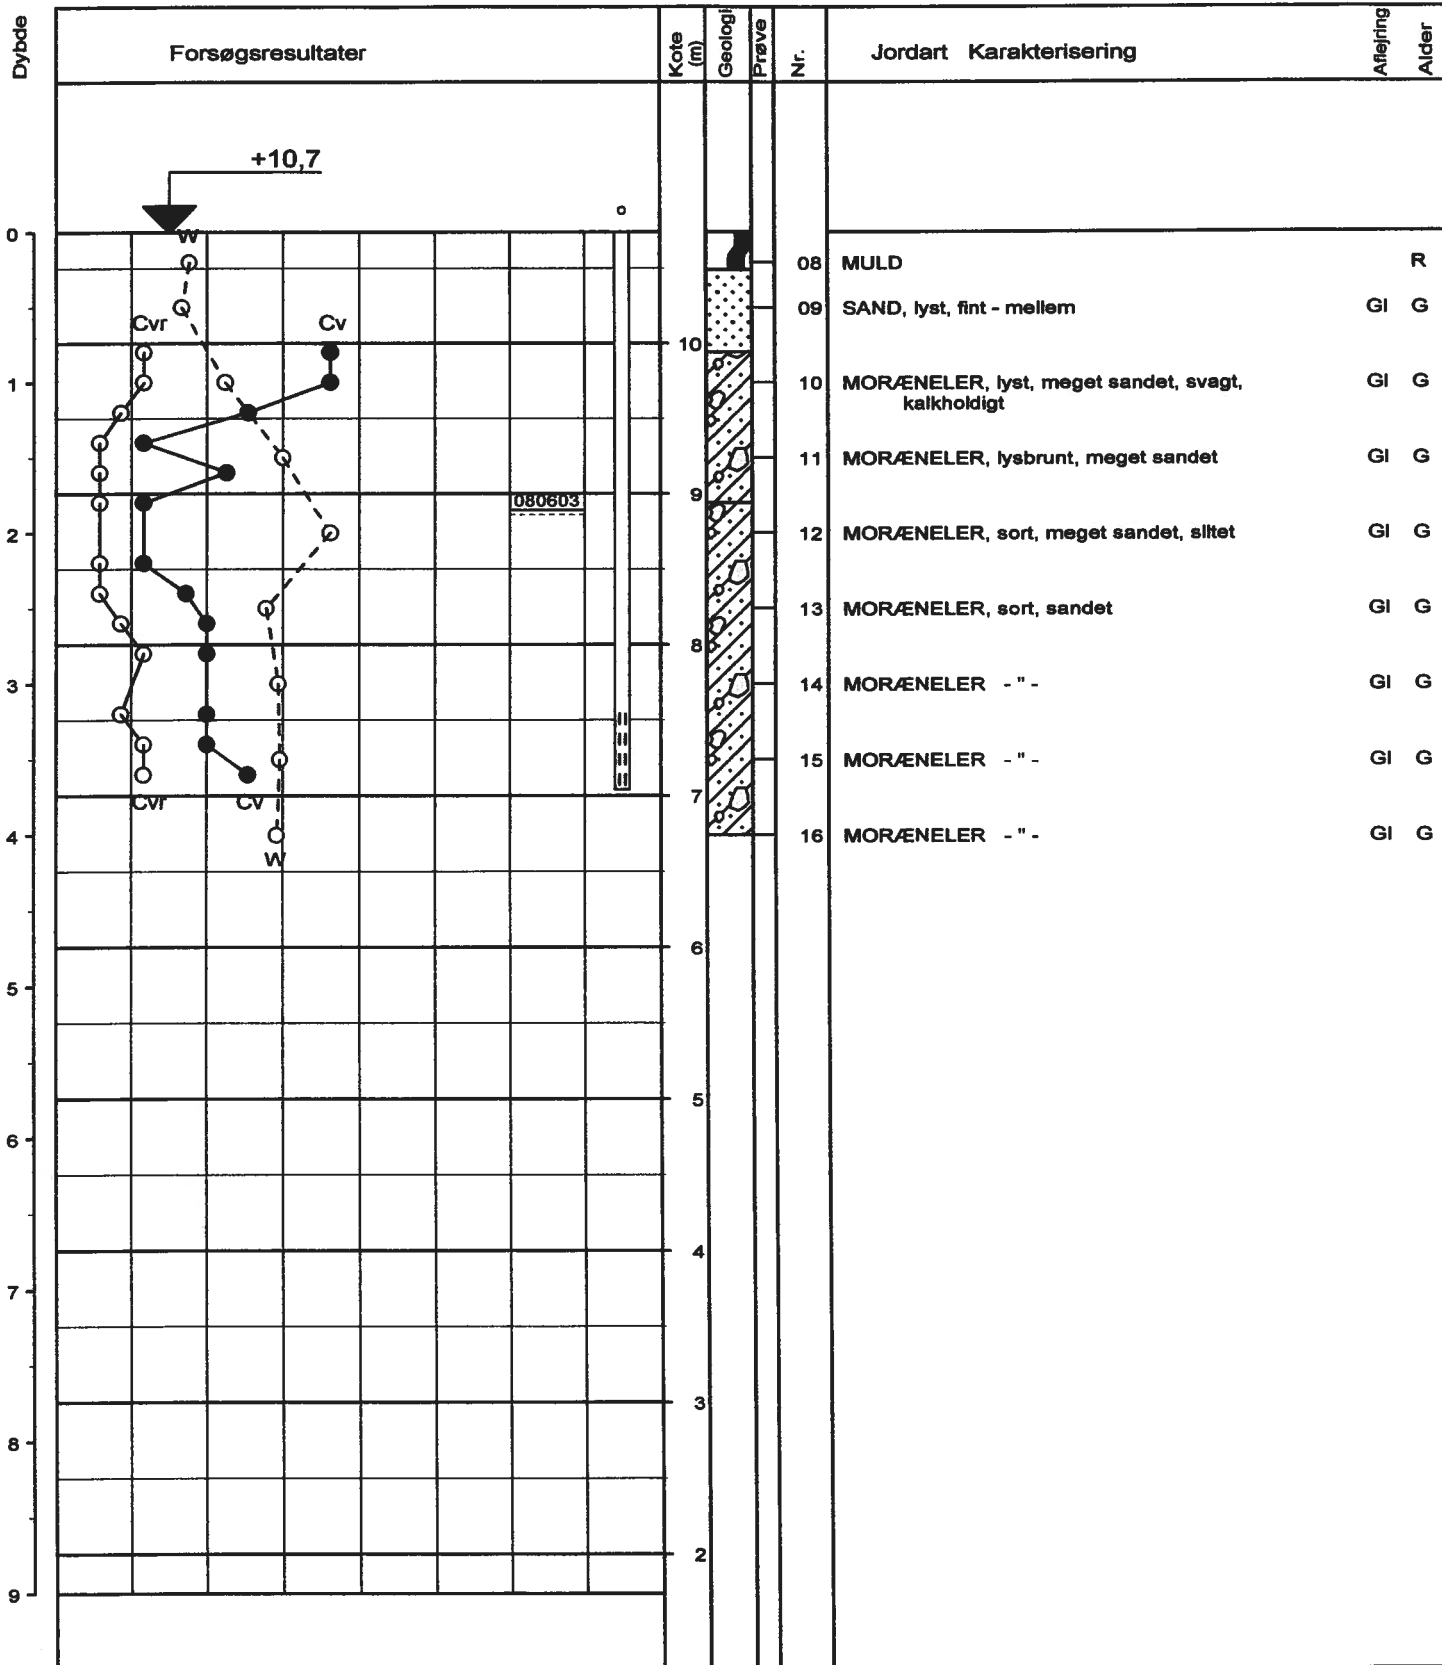 Dybde
Forsøgsresultater
Kote (m)
Geologi
Prøve
Nr.
Jordart Karakterisering
Aflejring
Alder
+10,7
0
W
08 MULD R
09 SAND, lyst, fint - mellem Gl G
Cvr Cv
10
1
10 MORÆNELER, lyst, meget sandet, svagt, Gl G
kalkholdigt
11 MORÆNELER, lysbrunt, meget sandet Gl G
9
080603
2
12 MORÆNELER, sort, meget sandet, siltet Gl G
13 MORÆNELER, sort, sandet Gl G
8
3
14 MORÆNELER - " - Gl G
15 MORÆNELER - " - Gl G
7
Cvr Cv
4
16 MORÆNELER - " - Gl G
W
6
5
5
6
4
7
3
8
2
9